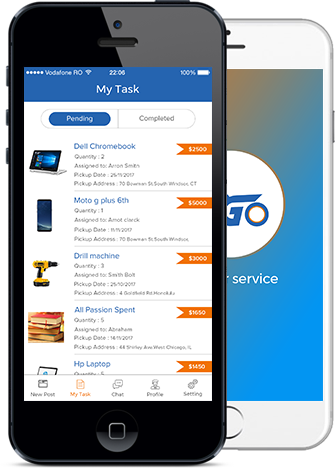 Vodafone RO 22:06 100%
My Task
Pending Completed
Dell Chromebook $2500
Quantity : 2
Assigned to: Arron Smith
Pickup Date : 25/11/2017
Pickup Address : 70 Bowman St.South Windsor, CT
Moto g plus 6th $5000
Quantity : 1
Assigned to: Arnot clarck
Pickup Date : 11/11/2017
Pickup Address : 70 Bowman St.South Windsor,
Drill machine $3000
Quantity : 3
Assigned to: Smith Bolt
Pickup Date : 25/10/2017
Pickup Address : 4 Goldfield Rd.Honolulu
All Passion Spent $1650
Quantity : 5
Assigned to: Abraham
Pickup Date : 14/11/2017
Pickup Address : 44 Shirley Ave.West Chicago, IL
Hp Laptop $1450
Quantity : 5
New Post My Task Chat Profile Setting
GO
r service